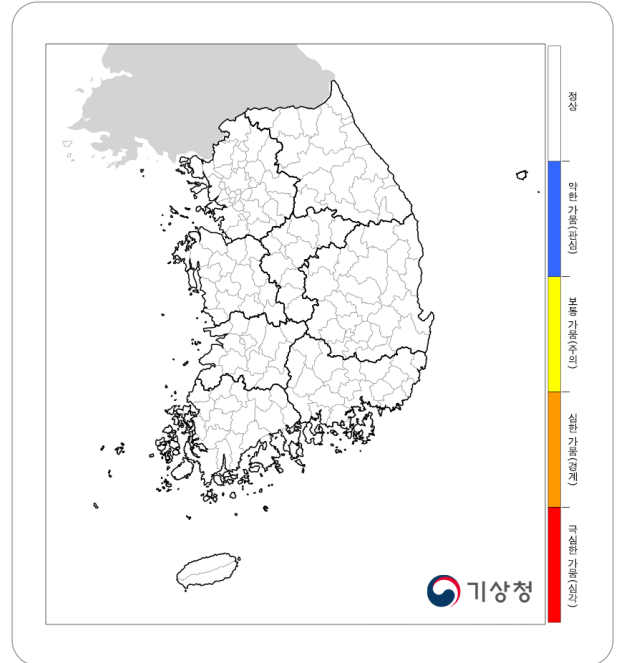 정상
약한 가뭄(관심)
보통 가뭄(주의)
심한 가뭄(경계)
극심한 가뭄(심각)
기상청